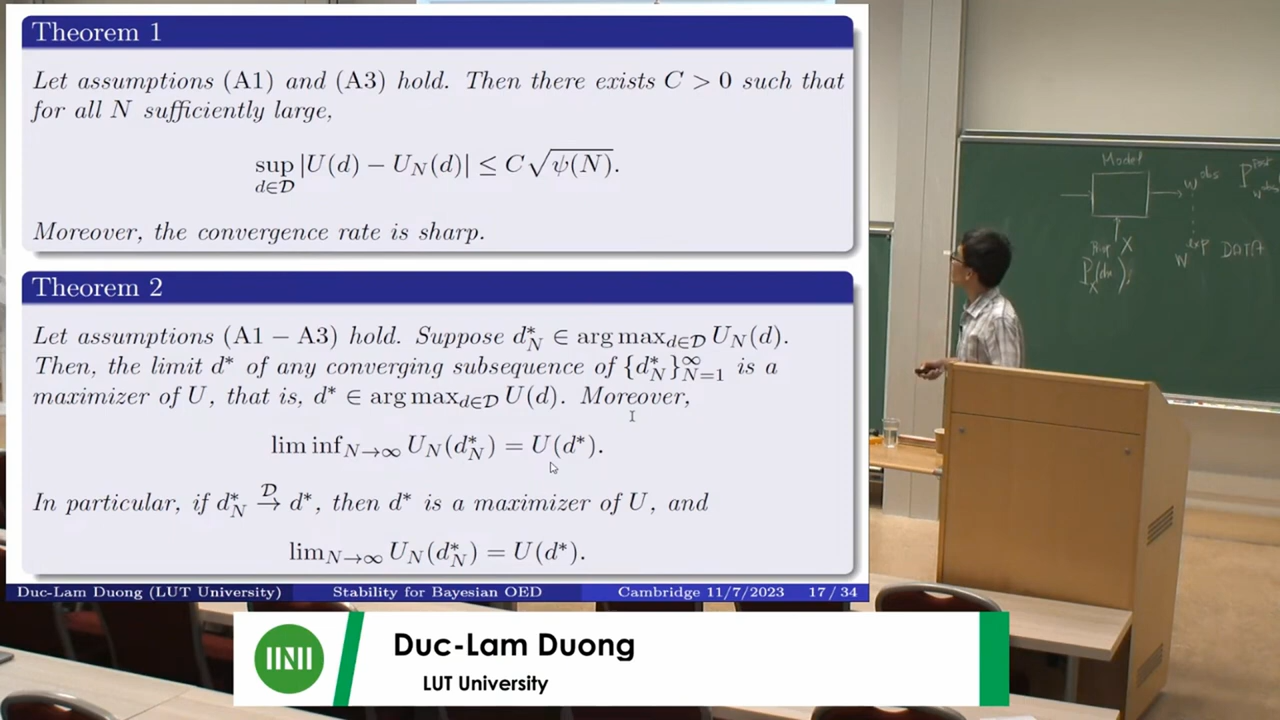 Theorem 1
Let assumptions (A1) and (A3) hold. Then there exists C > 0 such that
for all N sufficiently large,
sup_{d∈𝒟} |U(d) − U_N(d)| ≤ C√ψ(N).
Moreover, the convergence rate is sharp.
Theorem 2
Let assumptions (A1 − A3) hold. Suppose d*_N ∈ arg max_{d∈𝒟} U_N(d).
Then, the limit d* of any converging subsequence of {d*_N}^∞_{N=1} is a
maximizer of U, that is, d* ∈ arg max_{d∈𝒟} U(d). Moreover,
lim inf_{N→∞} U_N(d*_N) = U(d*).
In particular, if d*_N →^𝒟 d*, then d* is a maximizer of U, and
lim_{N→∞} U_N(d*_N) = U(d*).
Duc-Lam Duong (LUT University) Stability for Bayesian OED Cambridge 11/7/2023 17 / 34
Model
W^obs
X
P_X(dx)
W^exp DATA
Duc-Lam Duong
LUT University